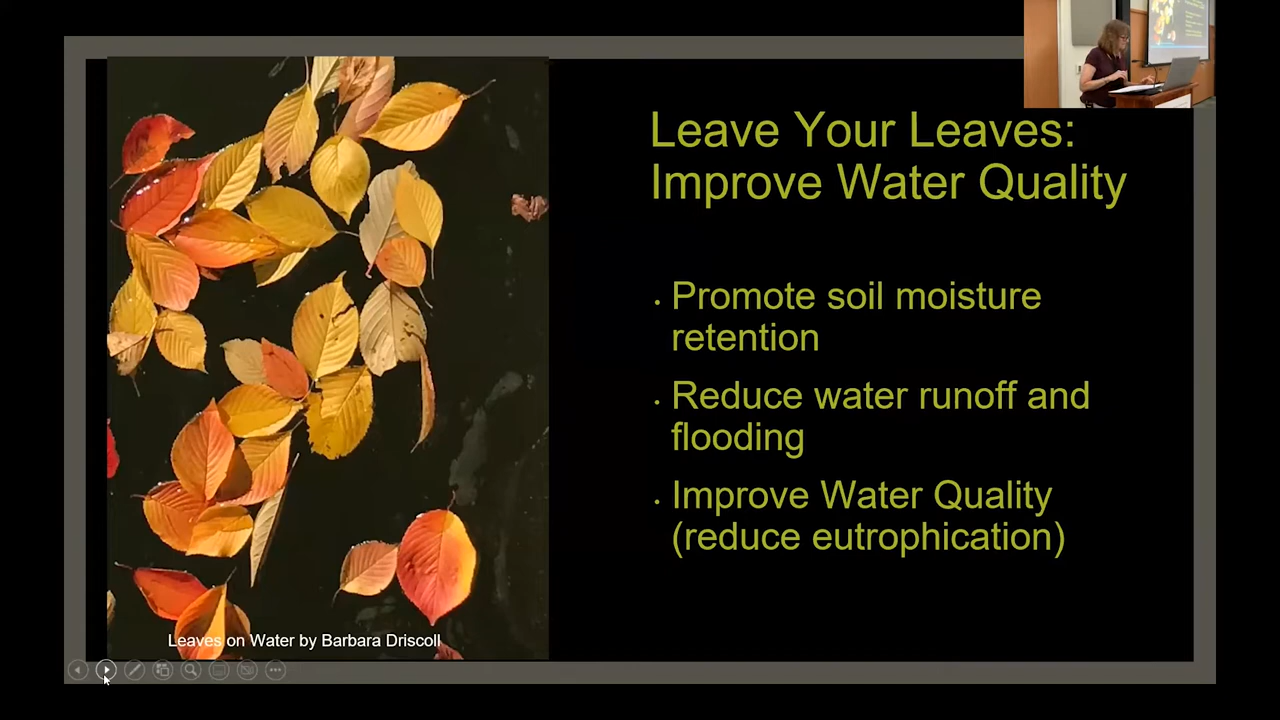 Leave Your Leaves:
Improve Water Quality
• Promote soil moisture
retention
• Reduce water runoff and
flooding
• Improve Water Quality
(reduce eutrophication)
Leaves on Water by Barbara Driscoll